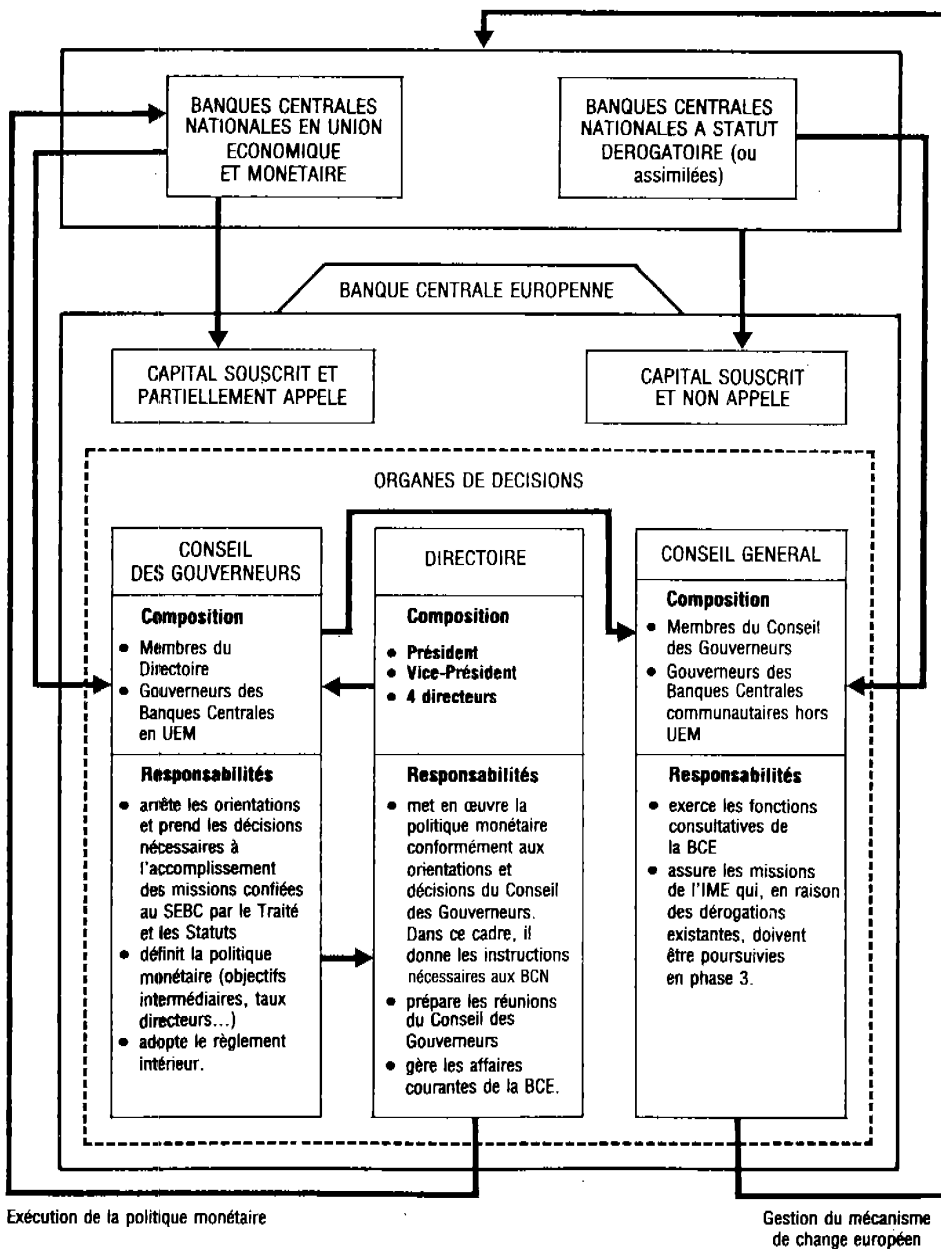 BANQUES CENTRALES
NATIONALES EN UNION
ECONOMIQUE
ET MONETAIRE
BANQUES CENTRALES
NATIONALES A STATUT
DEROGATOIRE (ou
assimilées)
BANQUE CENTRALE EUROPENNE
CAPITAL SOUSCRIT ET
PARTIELLEMENT APPELE
CAPITAL SOUSCRIT
ET NON APPELE
ORGANES DE DECISIONS
CONSEIL
DES GOUVERNEURS
Composition
• Membres du
Directoire
• Gouverneurs des
Banques Centrales
en UEM
Responsabilités
• arrête les orientations
et prend les décisions
nécessaires à
l'accomplissement
des missions confiées
au SEBC par le Traité
et les Statuts
• définit la politique
monétaire (objectifs
intermédiaires, taux
directeurs...)
• adopte le règlement
intérieur.
DIRECTOIRE
Composition
• Président
• Vice-Président
• 4 directeurs
Responsabilités
• met en œuvre la
politique monétaire
conformément aux
orientations et
décisions du Conseil
des Gouverneurs.
Dans ce cadre, il
donne les instructions
nécessaires aux BCN
• prépare les réunions
du Conseil des
Gouverneurs
• gère les affaires
courantes de la BCE.
CONSEIL GENERAL
Composition
• Membres du Conseil
des Gouverneurs
• Gouverneurs des
Banques Centrales
communautaires hors
UEM
Responsabilités
• exerce les fonctions
consultatives de
la BCE
• assure les missions
de l'IME qui, en raison
des dérogations
existantes, doivent
être poursuivies
en phase 3.
Exécution de la politique monétaire
Gestion du mécanisme
de change européen